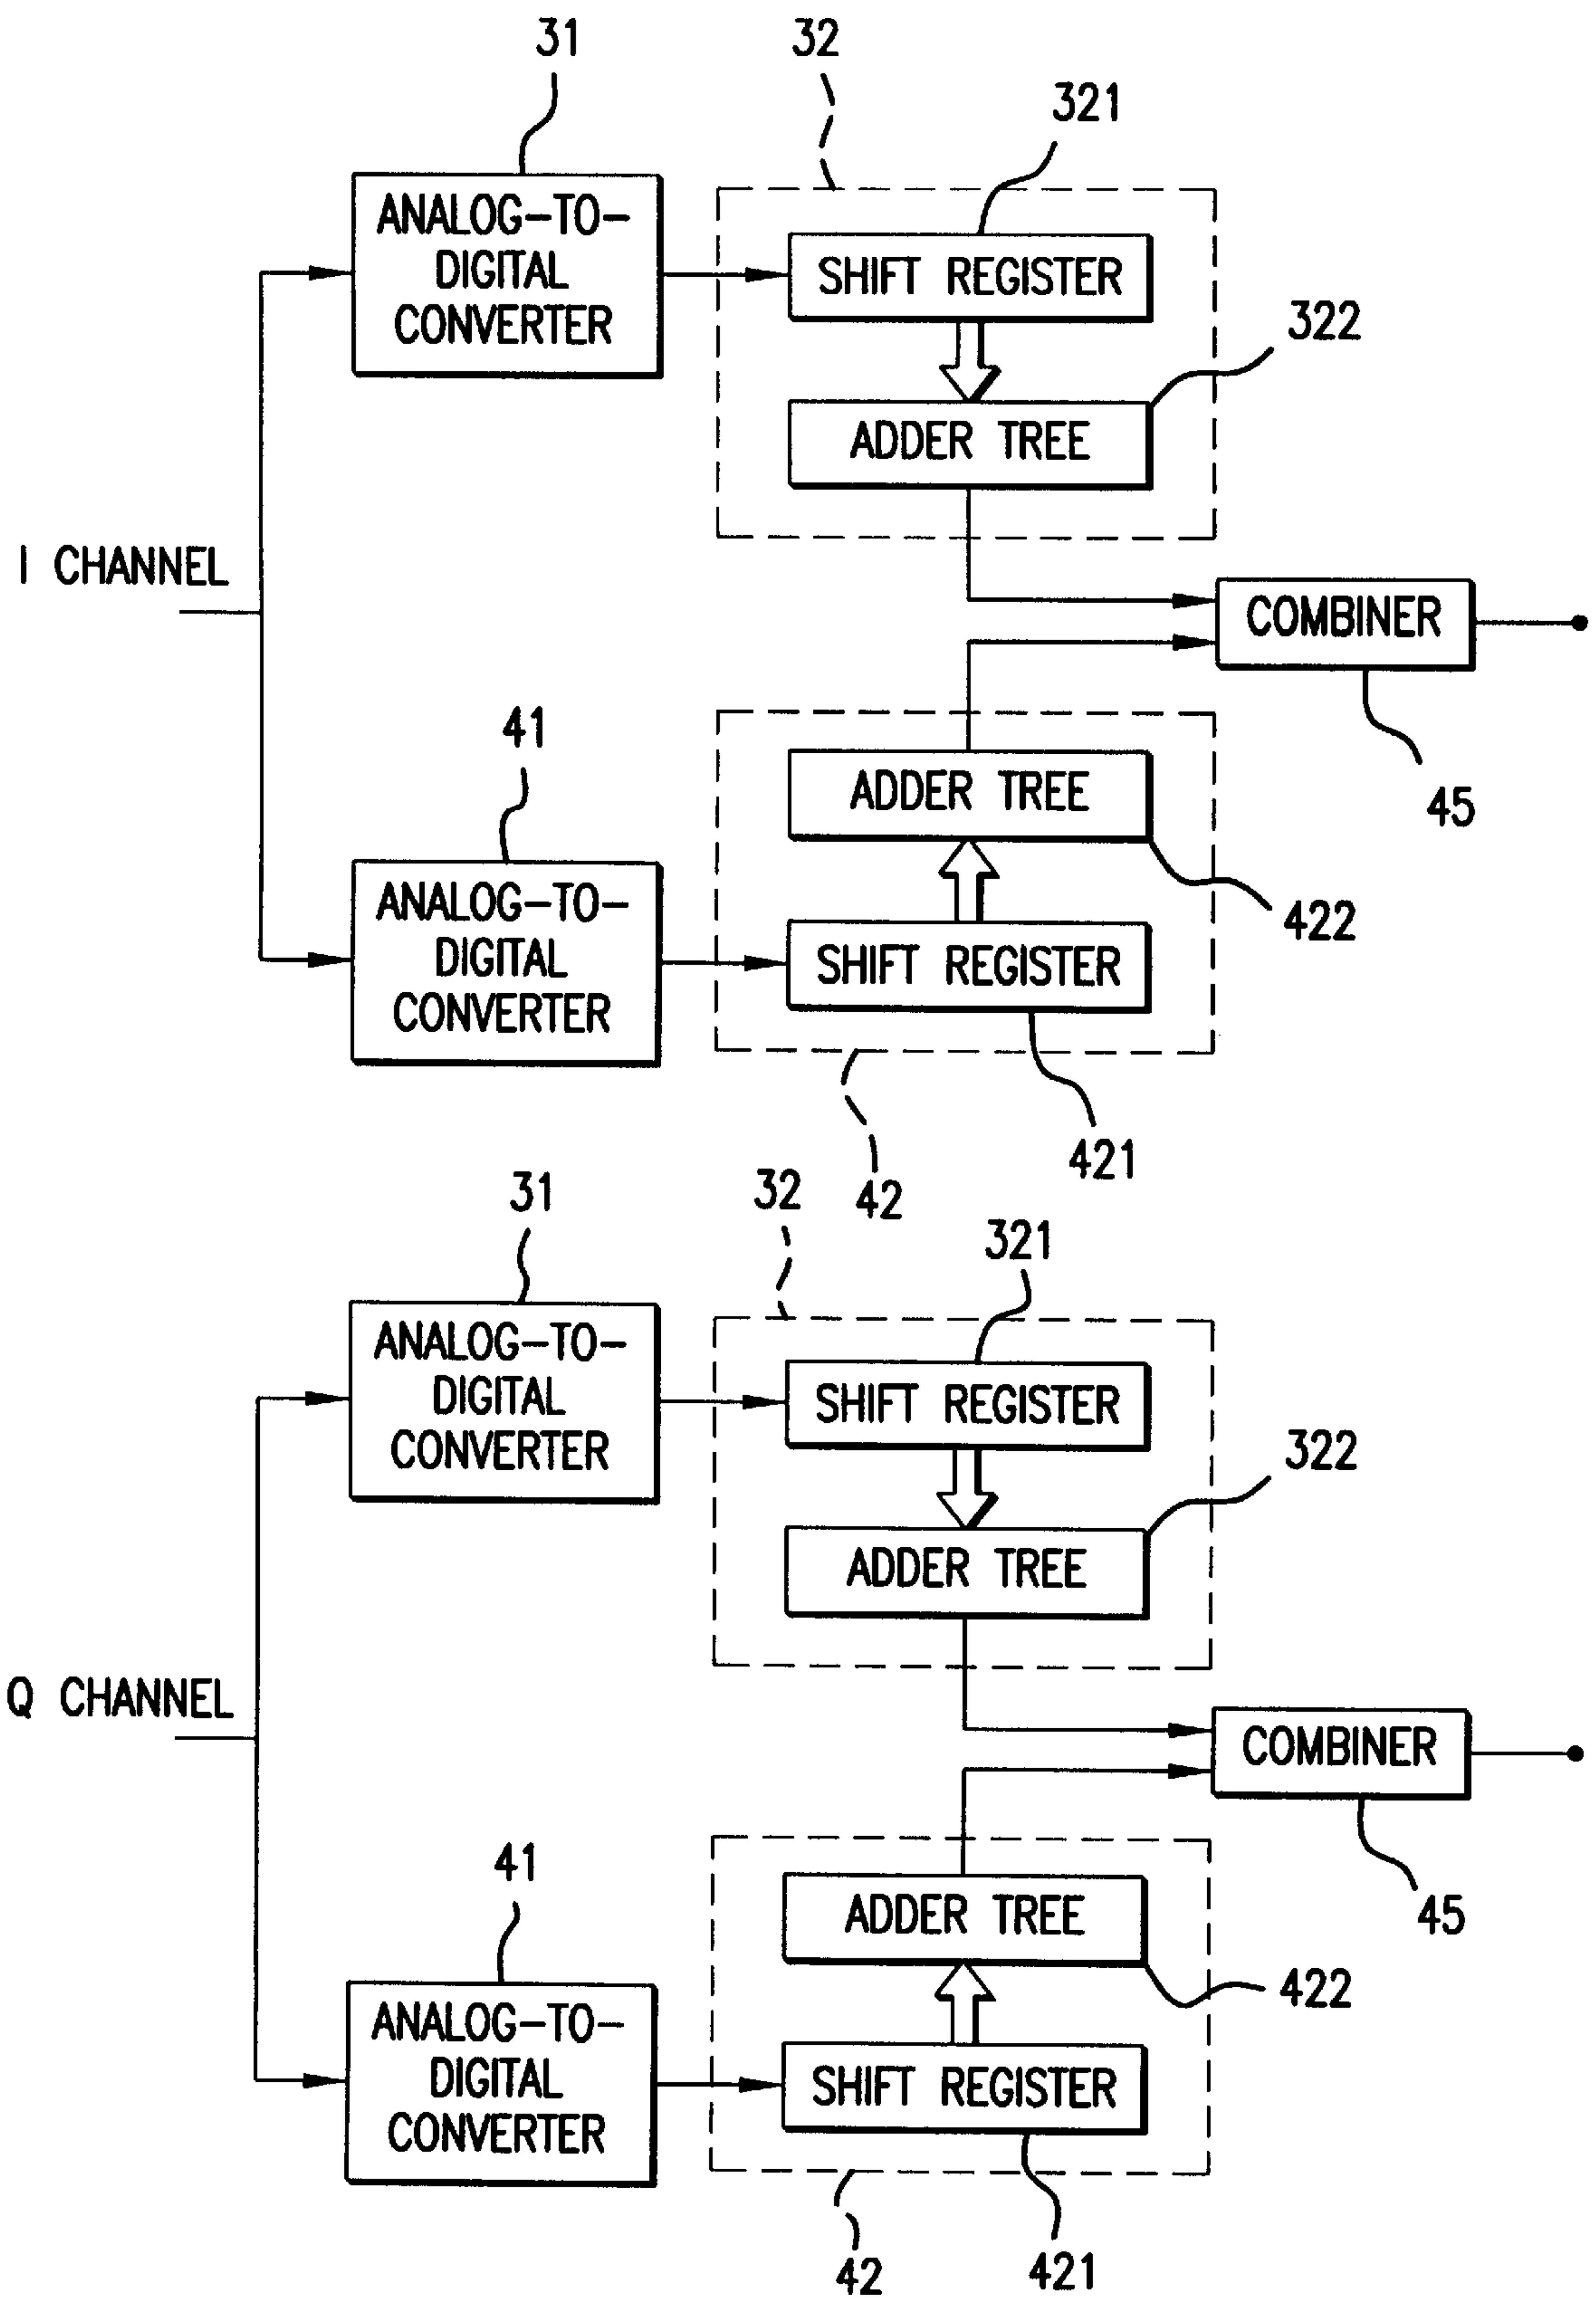 31
32
321
ANALOG-TO-
DIGITAL
CONVERTER
SHIFT REGISTER
322
ADDER TREE
I CHANNEL
COMBINER
45
41
ADDER TREE
422
ANALOG-TO-
DIGITAL
CONVERTER
SHIFT REGISTER
421
42
31
32
321
ANALOG-TO-
DIGITAL
CONVERTER
SHIFT REGISTER
322
ADDER TREE
Q CHANNEL
COMBINER
45
41
ADDER TREE
422
ANALOG-TO-
DIGITAL
CONVERTER
SHIFT REGISTER
421
42